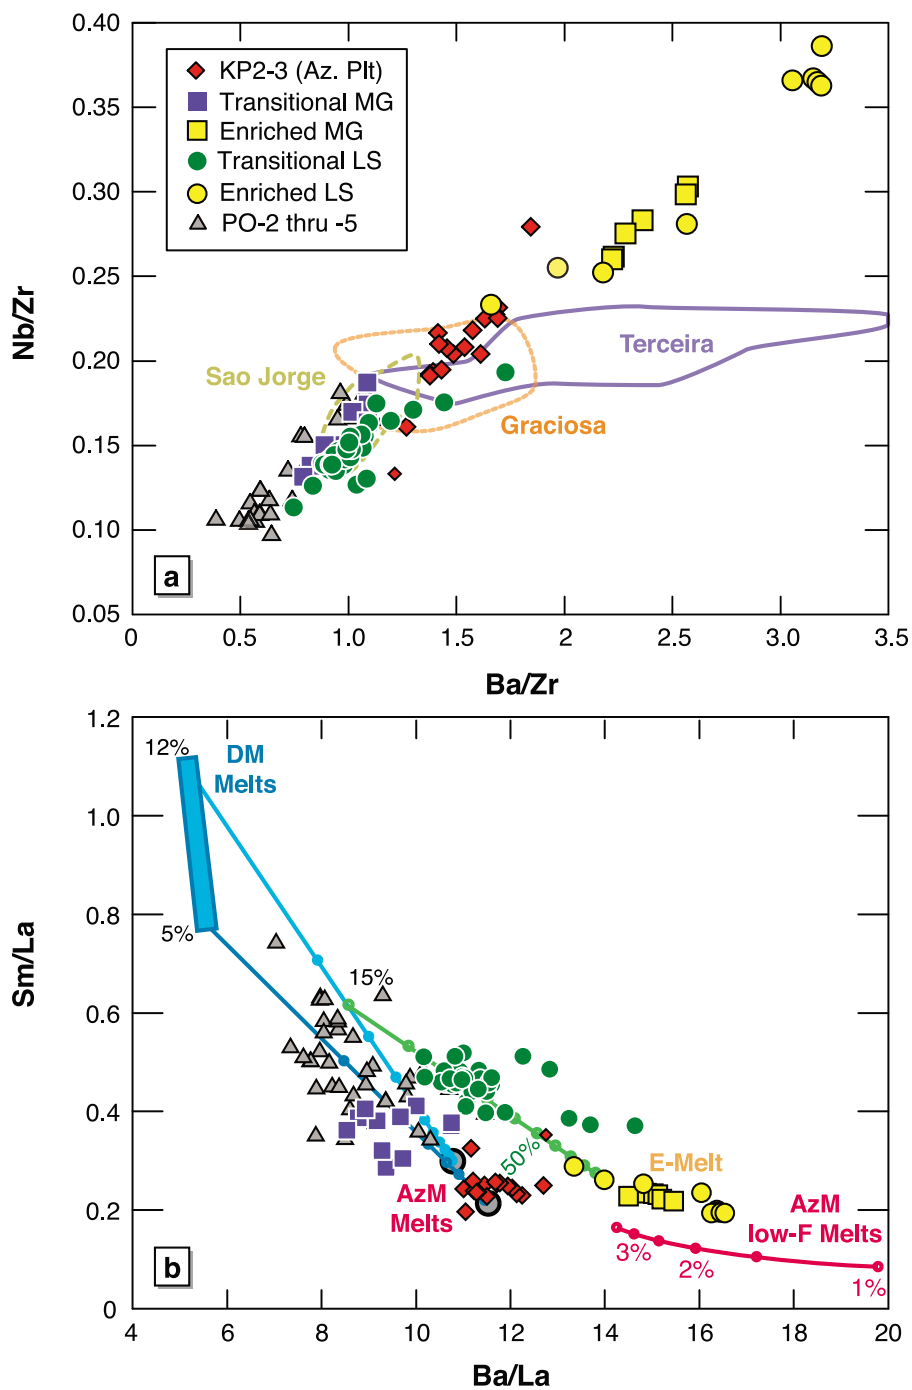 0.40
0.35
0.30
0.25
0.20
0.15
0.10
0.05
Nb/Zr
KP2-3 (Az. Plt)
Transitional MG
Enriched MG
Transitional LS
Enriched LS
PO-2 thru -5
Terceira
Sao Jorge
Graciosa
a
0 0.5 1.0 1.5 2 2.5 3.0 3.5
Ba/Zr
1.2
1.0
0.8
0.6
0.4
0.2
0
Sm/La
12%
DM
Melts
5%
15%
50%
E-Melt
AzM
Melts
AzM
low-F Melts
3%
2%
1%
b
4 6 8 10 12 14 16 18 20
Ba/La